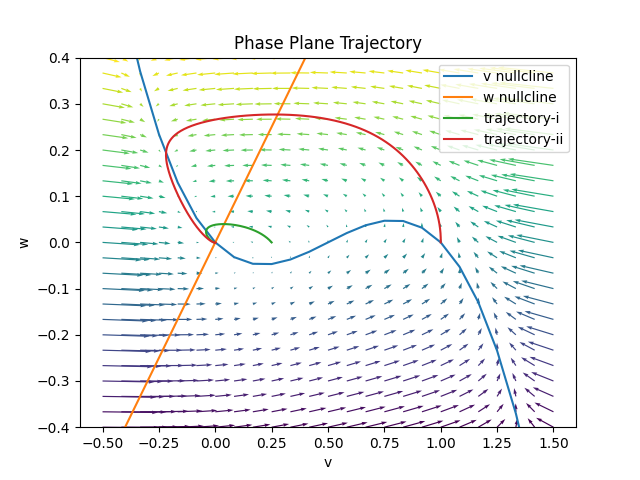 Phase Plane Trajectory
v nullcline
w nullcline
trajectory-i
trajectory-ii
w
0.4
0.3
0.2
0.1
0.0
−0.1
−0.2
−0.3
−0.4
−0.50 −0.25 0.00 0.25 0.50 0.75 1.00 1.25 1.50
v